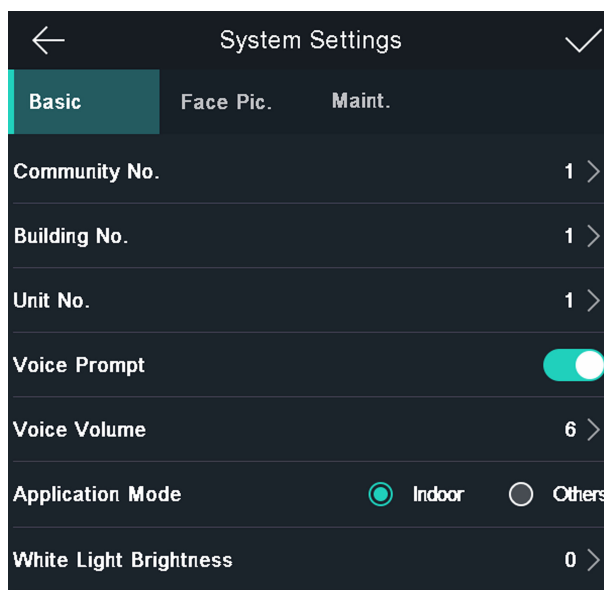 System Settings
Basic Face Pic. Maint.
Community No. 1
Building No. 1
Unit No. 1
Voice Prompt
Voice Volume 6
Application Mode Indoor Others
White Light Brightness 0